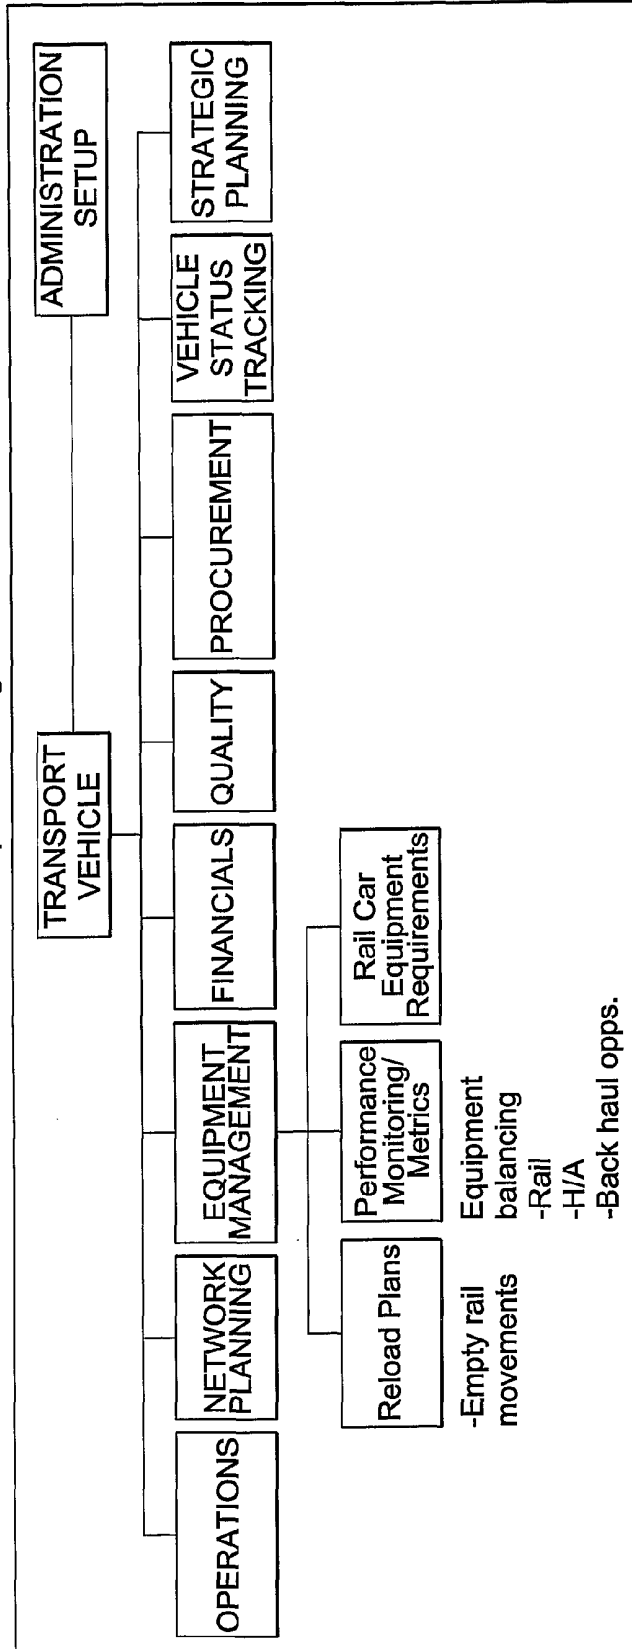 TRANSPORT
VEHICLE
ADMINISTRATION
SETUP
OPERATIONS
NETWORK
PLANNING
EQUIPMENT
MANAGEMENT
FINANCIALS
QUALITY
PROCUREMENT
VEHICLE
STATUS
TRACKING
STRATEGIC
PLANNING
Reload Plans
Performance
Monitoring/
Metrics
Rail Car
Equipment
Requirements
-Empty rail
movements
Equipment
balancing
-Rail
-H/A
-Back haul opps.